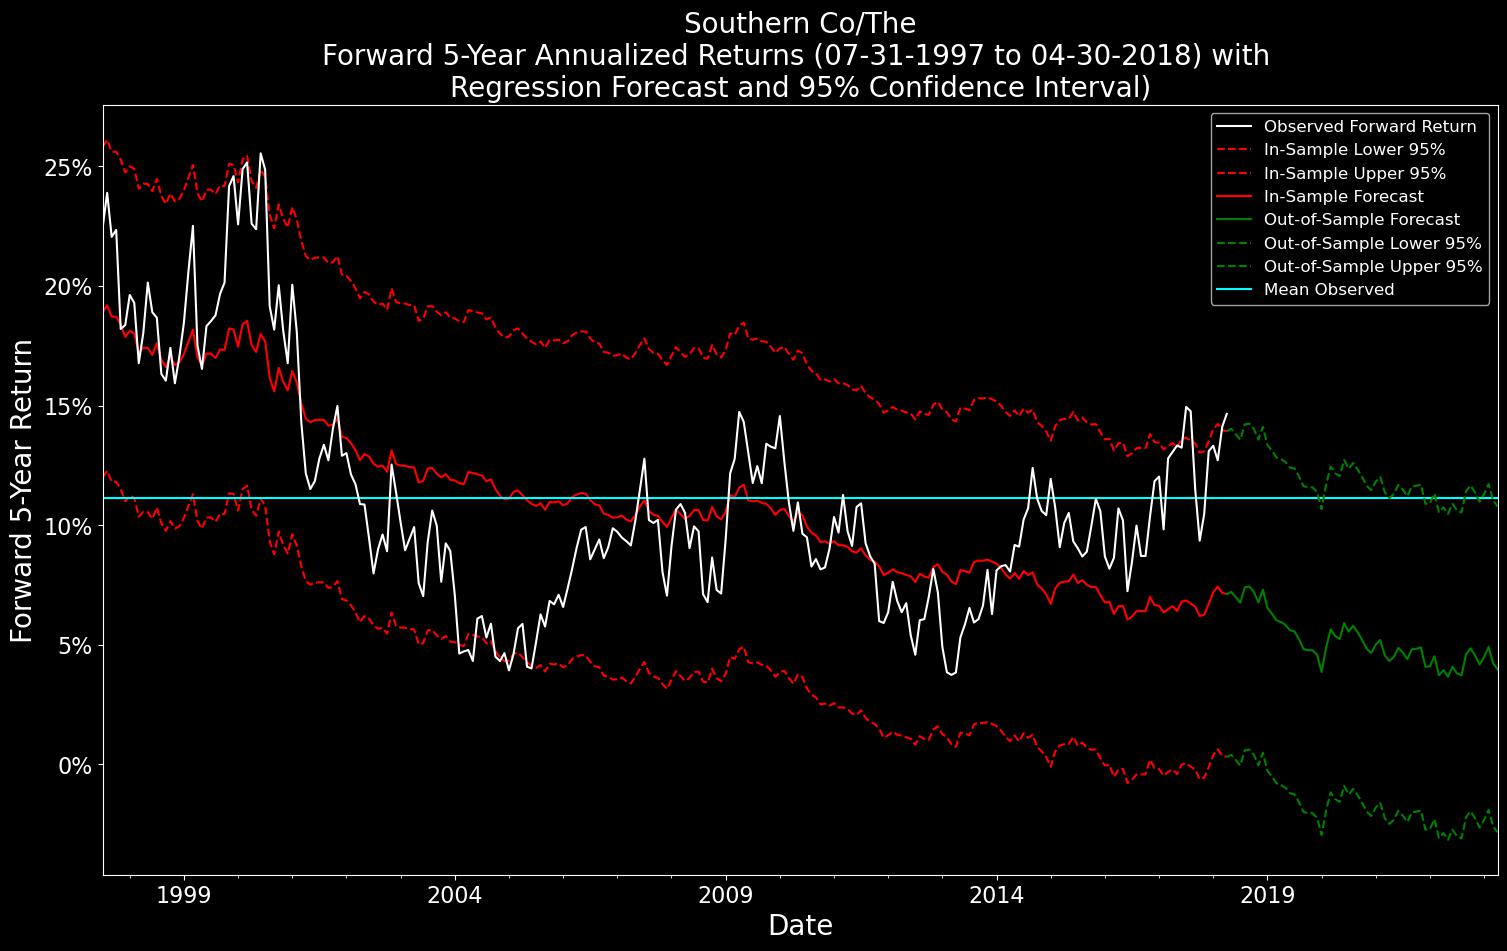 Southern Co/The
Forward 5-Year Annualized Returns (07-31-1997 to 04-30-2018) with
Regression Forecast and 95% Confidence Interval)
Observed Forward Return
In-Sample Lower 95%
In-Sample Upper 95%
In-Sample Forecast
Out-of-Sample Forecast
Out-of-Sample Lower 95%
Out-of-Sample Upper 95%
Mean Observed
Forward 5-Year Return
25%
20%
15%
10%
5%
0%
1999 2004 2009 2014 2019
Date